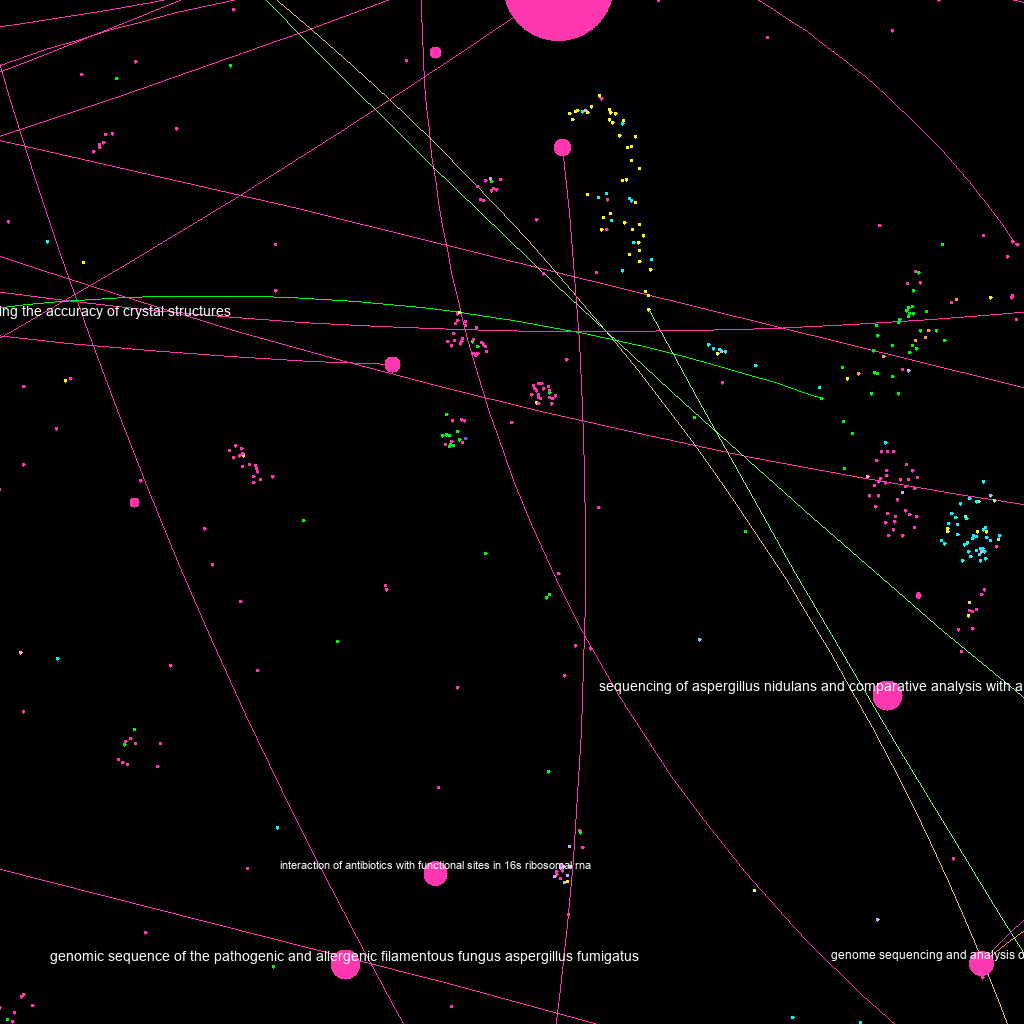 ing the accuracy of crystal structures
sequencing of aspergillus nidulans and comparative analysis with a
interaction of antibiotics with functional sites in 16s ribosomal rna
genomic sequence of the pathogenic and allergenic filamentous fungus aspergillus fumigatus
genome sequencing and analysis o